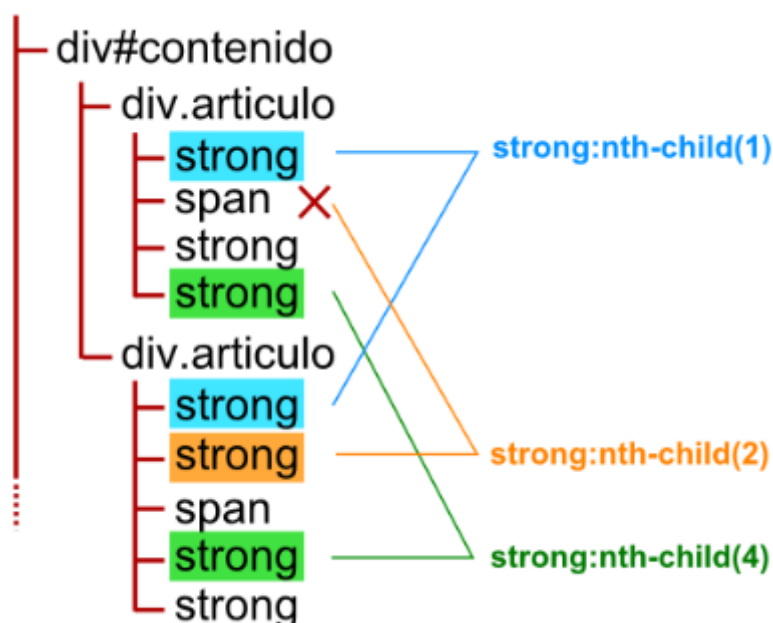 div#contenido
div.articulo
strong
strong:nth-child(1)
span
strong
strong
div.articulo
strong
strong
strong:nth-child(2)
span
strong
strong:nth-child(4)
strong